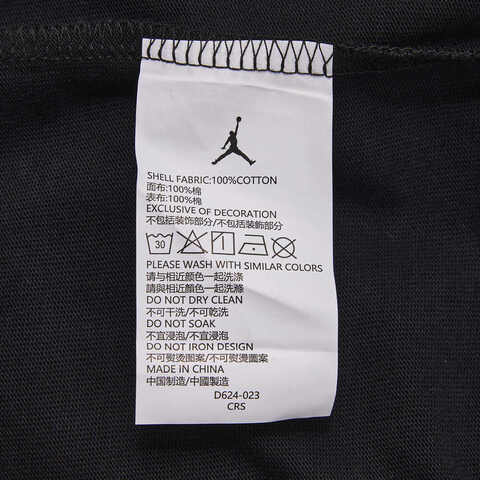 SHELL FABRIC:100%COTTON
面布:100%棉
表布:100%棉
EXCLUSIVE OF DECORATION
不包括装饰部分/不包括裝飾部分
30
PLEASE WASH WITH SIMILAR COLORS
请与相近颜色一起洗涤
請與相近顏色一起洗滌
DO NOT DRY CLEAN
不可干洗/不可乾洗
DO NOT SOAK
不宜浸泡/不宜浸泡
DO NOT IRON DESIGN
不可熨烫图案/不可熨燙圖案
MADE IN CHINA
中国制造/中國製造
D624-023
CRS